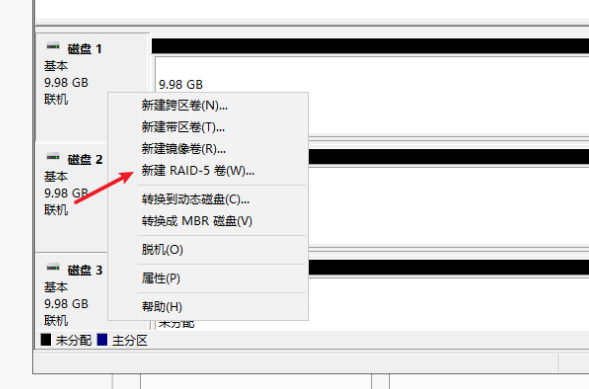 磁盘 1
基本
9.98 GB
联机
9.98 GB
新建跨区卷(N)...
新建带区卷(T)...
新建镜像卷(R)...
新建 RAID-5 卷(W)...
转换到动态磁盘(C)...
转换成 MBR 磁盘(V)
脱机(O)
属性(P)
帮助(H)
磁盘 2
基本
9.98 GB
联机
磁盘 3
基本
9.98 GB
联机
未分配
未分配 主分区